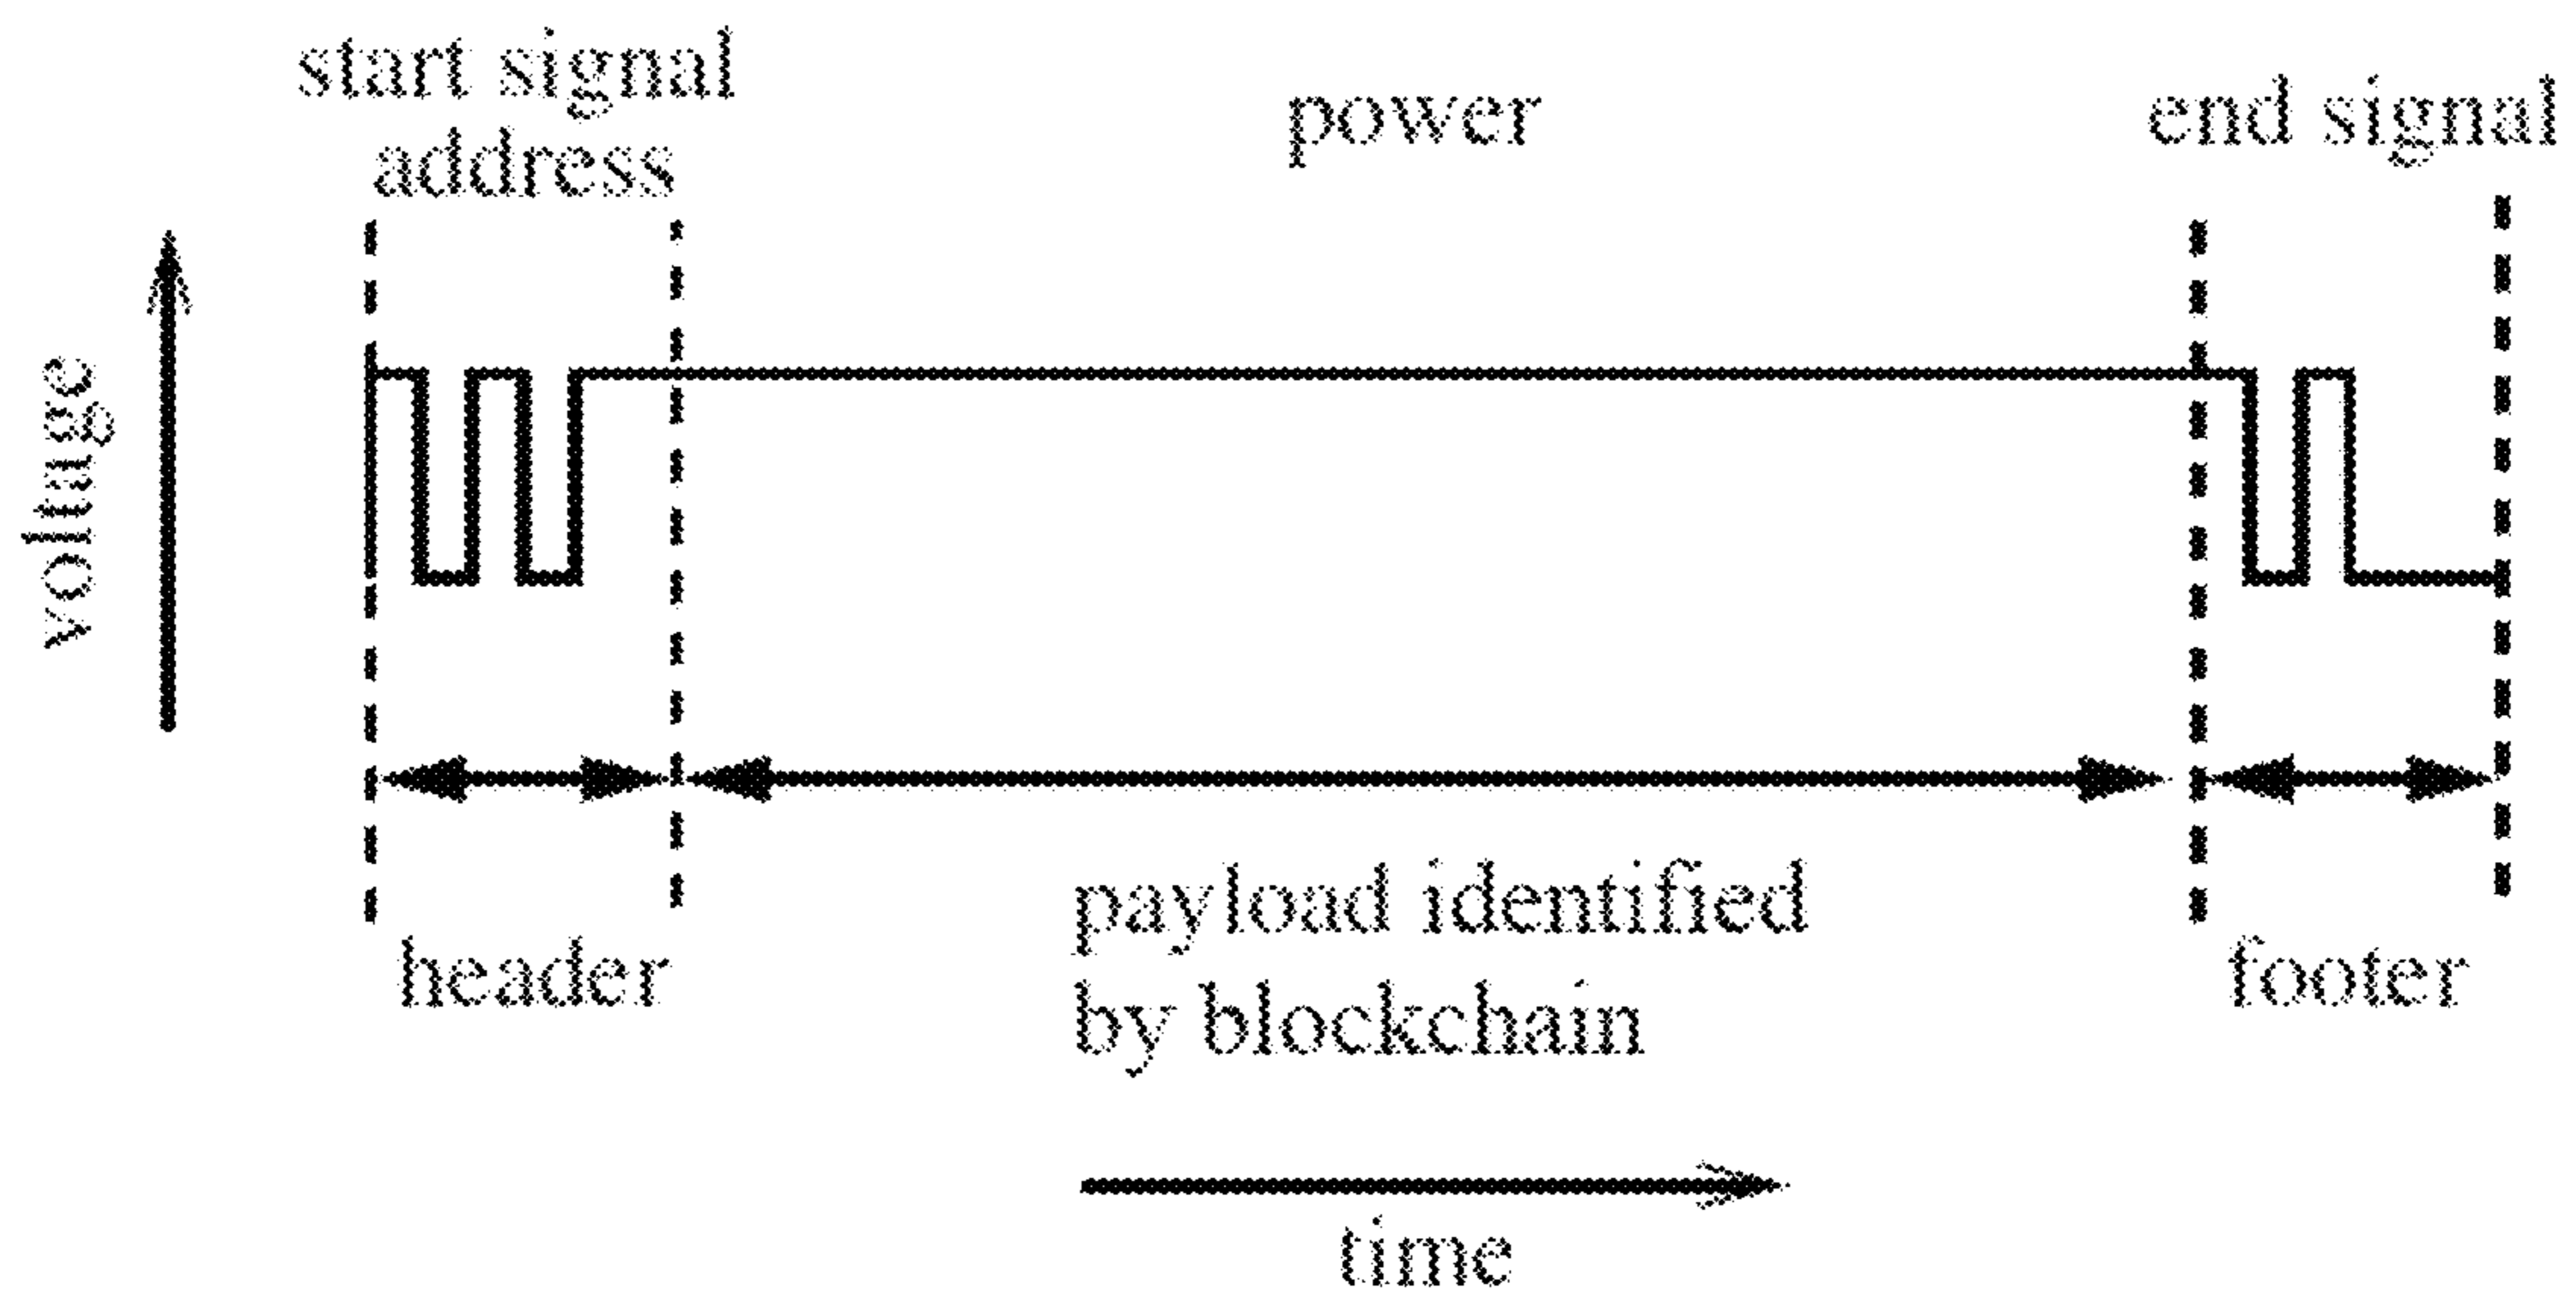 start signal
address
power
end signal
voltage
header
payload identified
by blockchain
footer
time